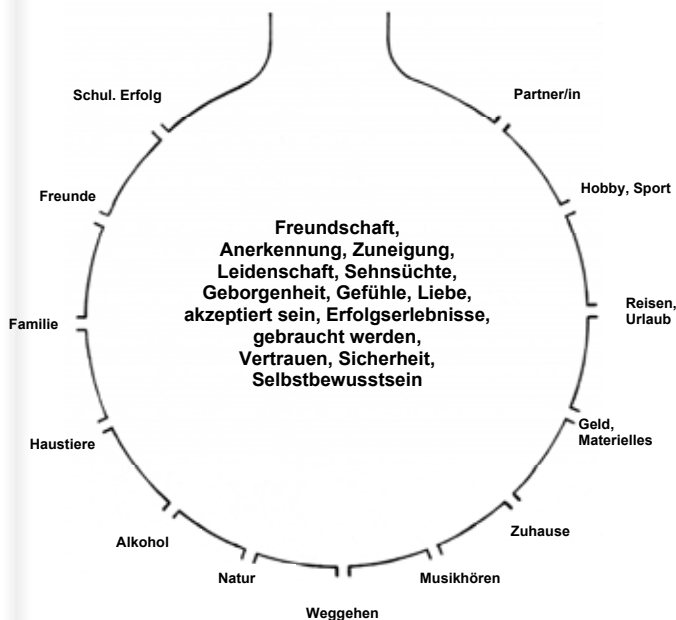 Schul. Erfolg
Partner/in
Freunde
Hobby, Sport
Freundschaft,
Anerkennung, Zuneigung,
Leidenschaft, Sehnsüchte,
Geborgenheit, Gefühle, Liebe,
akzeptiert sein, Erfolgserlebnisse,
gebraucht werden,
Vertrauen, Sicherheit,
Selbstbewusstsein
Familie
Reisen,
Urlaub
Haustiere
Geld,
Materielles
Alkohol
Zuhause
Natur
Musikhören
Weggehen